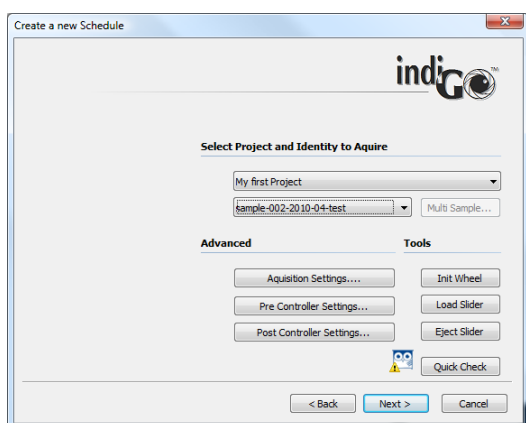 Create a new Schedule
indiGo™
Select Project and Identity to Aquire
My first Project
sample-002-2010-04-test
Multi Sample...
Advanced
Tools
Aquisition Settings....
Init Wheel
Pre Controller Settings...
Load Slider
Post Controller Settings...
Eject Slider
Quick Check
< Back
Next >
Cancel